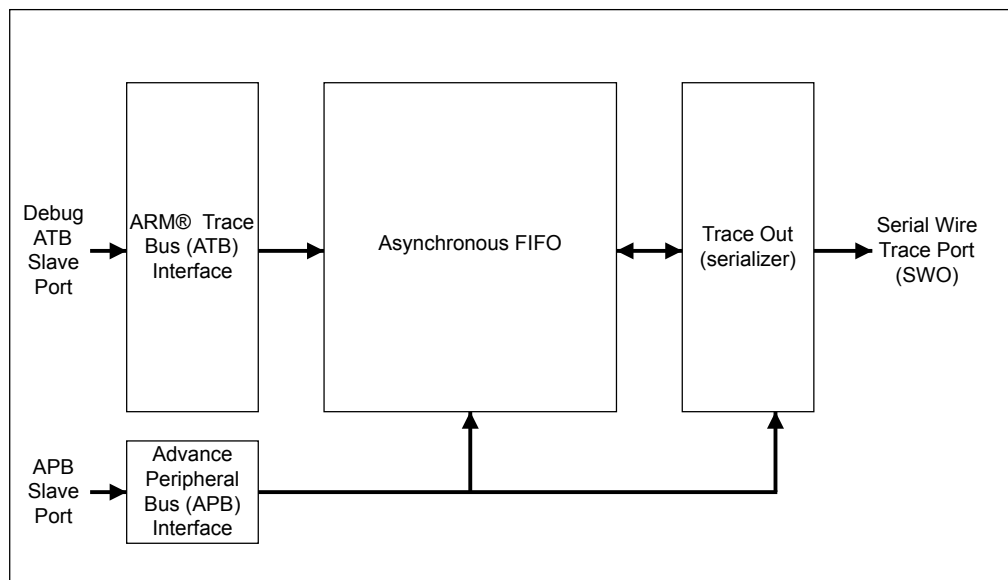 Debug
ATB
Slave
Port
ARM® Trace
Bus (ATB)
Interface
Asynchronous FIFO
Trace Out
(serializer)
Serial Wire
Trace Port
(SWO)
APB
Slave
Port
Advance
Peripheral
Bus (APB)
Interface